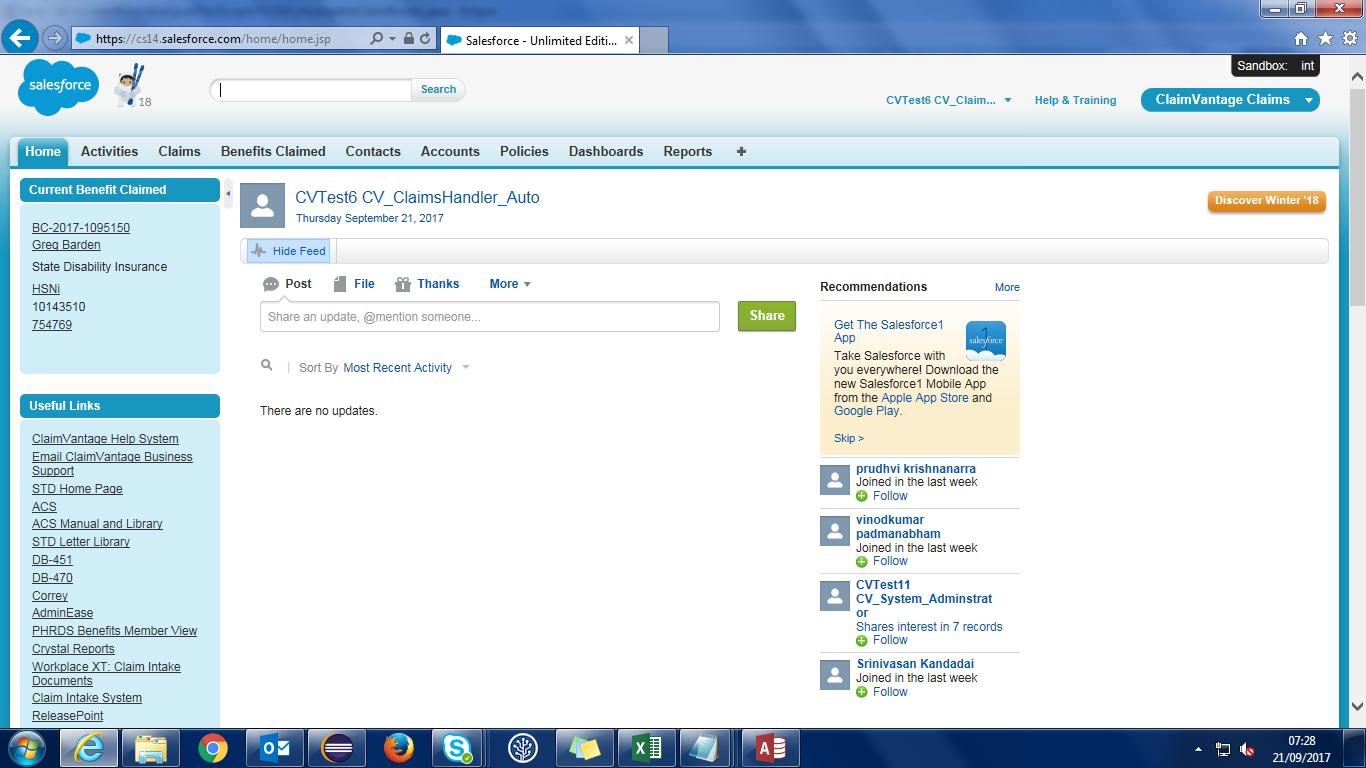 https://cs14.salesforce.com/home/home.jsp
Salesforce - Unlimited Editi...
Sandbox: int
salesforce
18
Search
CVTest6 CV_Claim...
Help & Training
ClaimVantage Claims
Home
Activities
Claims
Benefits Claimed
Contacts
Accounts
Policies
Dashboards
Reports
Current Benefit Claimed
BC-2017-1095150
Greg Barden
State Disability Insurance
HSNi
10143510
754769
Useful Links
ClaimVantage Help System
Email ClaimVantage Business
Support
STD Home Page
ACS
ACS Manual and Library
STD Letter Library
DB-451
DB-470
Correy
AdminEase
PHRDS Benefits Member View
Crystal Reports
Workplace XT: Claim Intake
Documents
Claim Intake System
ReleasePoint
CVTest6 CV_ClaimsHandler_Auto
Thursday September 21, 2017
Discover Winter '18
Hide Feed
Post
File
Thanks
More
Share an update, @mention someone...
Share
Sort By Most Recent Activity
There are no updates.
Recommendations
More
Get The Salesforce1
App
salesforce
1
Take Salesforce with
you everywhere! Download the
new Salesforce1 Mobile App
from the Apple App Store and
Google Play.
Skip >
prudhvi krishnanarra
Joined in the last week
Follow
vinodkumar
padmanabham
Joined in the last week
Follow
CVTest11
CV_System_Adminstrat
or
Shares interest in 7 records
Follow
Srinivasan Kandadai
Joined in the last week
Follow
07:28
21/09/2017